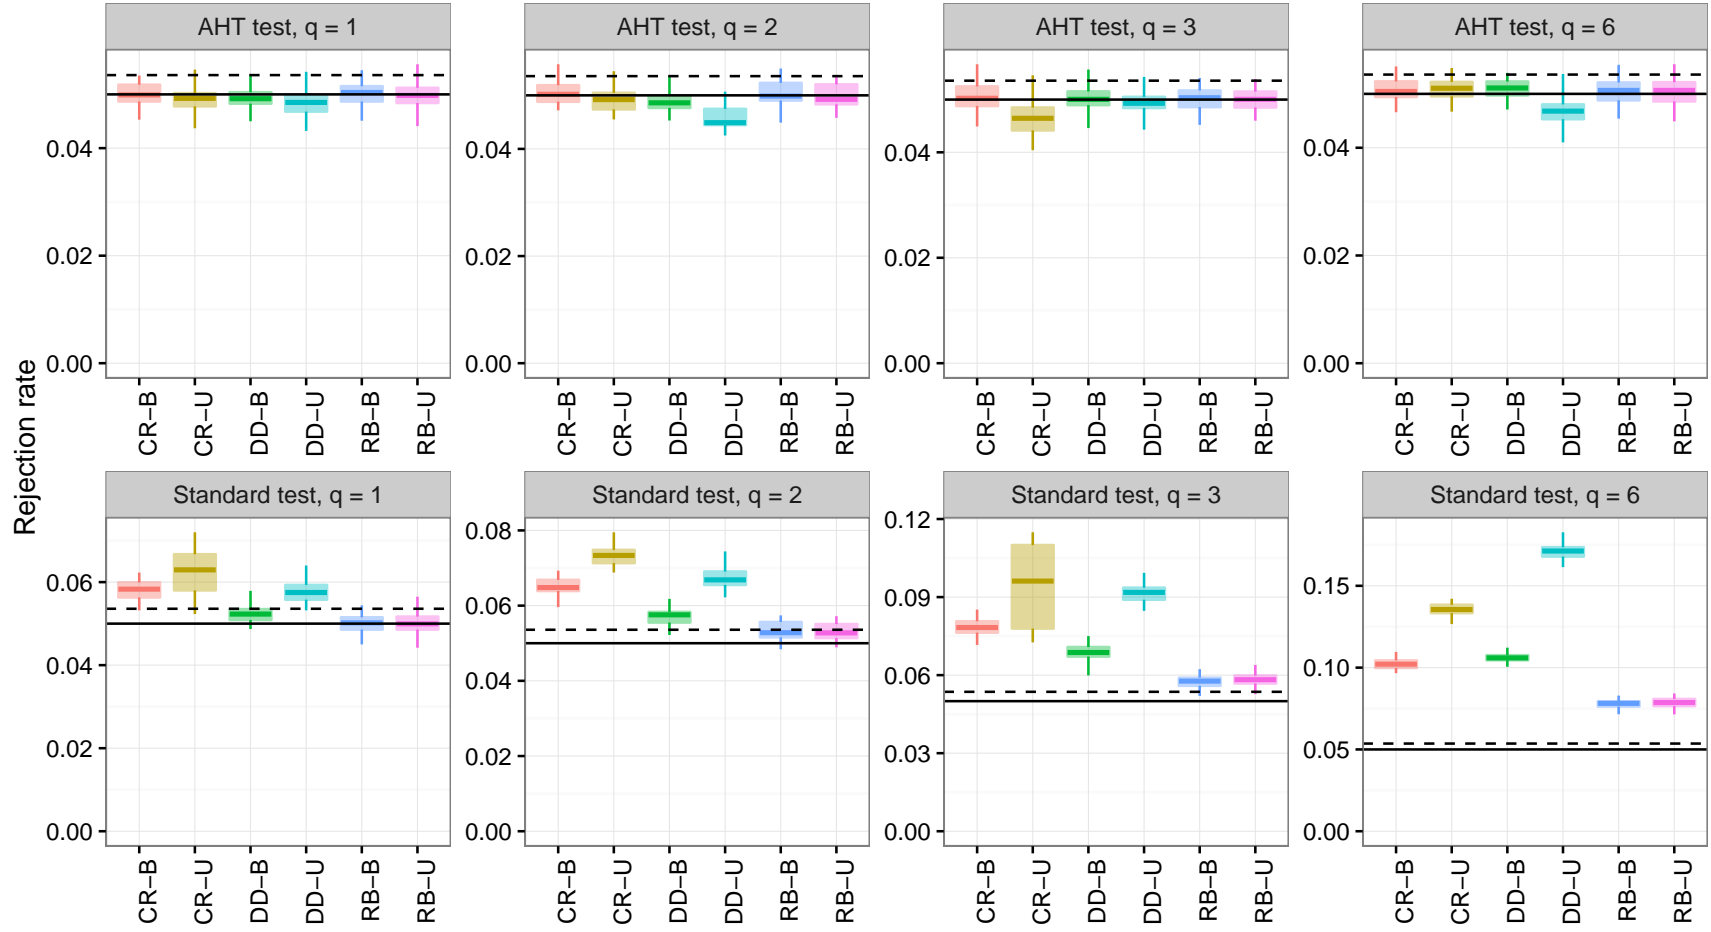 Rejection rate
AHT test, q = 1
AHT test, q = 2
AHT test, q = 3
AHT test, q = 6
0.04
0.02
0.00
CR−B
CR−U
DD−B
DD−U
RB−B
RB−U
0.04
0.02
0.00
CR−B
CR−U
DD−B
DD−U
RB−B
RB−U
0.04
0.02
0.00
CR−B
CR−U
DD−B
DD−U
RB−B
RB−U
0.04
0.02
0.00
CR−B
CR−U
DD−B
DD−U
RB−B
RB−U
Standard test, q = 1
Standard test, q = 2
Standard test, q = 3
Standard test, q = 6
0.06
0.04
0.02
0.00
CR−B
CR−U
DD−B
DD−U
RB−B
RB−U
0.08
0.06
0.04
0.02
0.00
CR−B
CR−U
DD−B
DD−U
RB−B
RB−U
0.12
0.09
0.06
0.03
0.00
CR−B
CR−U
DD−B
DD−U
RB−B
RB−U
0.15
0.10
0.05
0.00
CR−B
CR−U
DD−B
DD−U
RB−B
RB−U